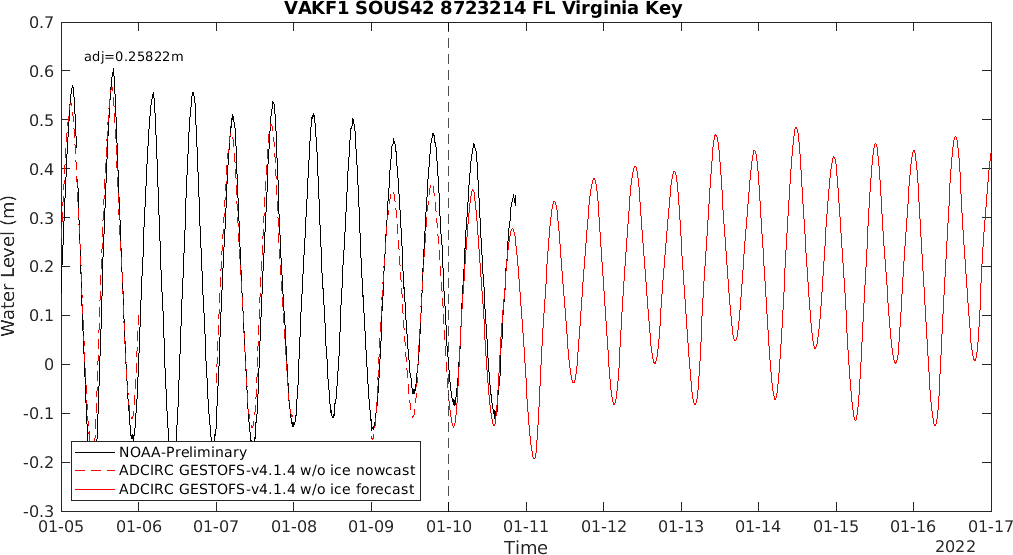 VAKF1 SOUS42 8723214 FL Virginia Key
adj=0.25822m
Water Level (m)
0.7
0.6
0.5
0.4
0.3
0.2
0.1
0
-0.1
-0.2
-0.3
NOAA-Preliminary
ADCIRC GESTOFS-v4.1.4 w/o ice nowcast
ADCIRC GESTOFS-v4.1.4 w/o ice forecast
01-05 01-06 01-07 01-08 01-09 01-10 01-11 01-12 01-13 01-14 01-15 01-16 01-17
Time
2022